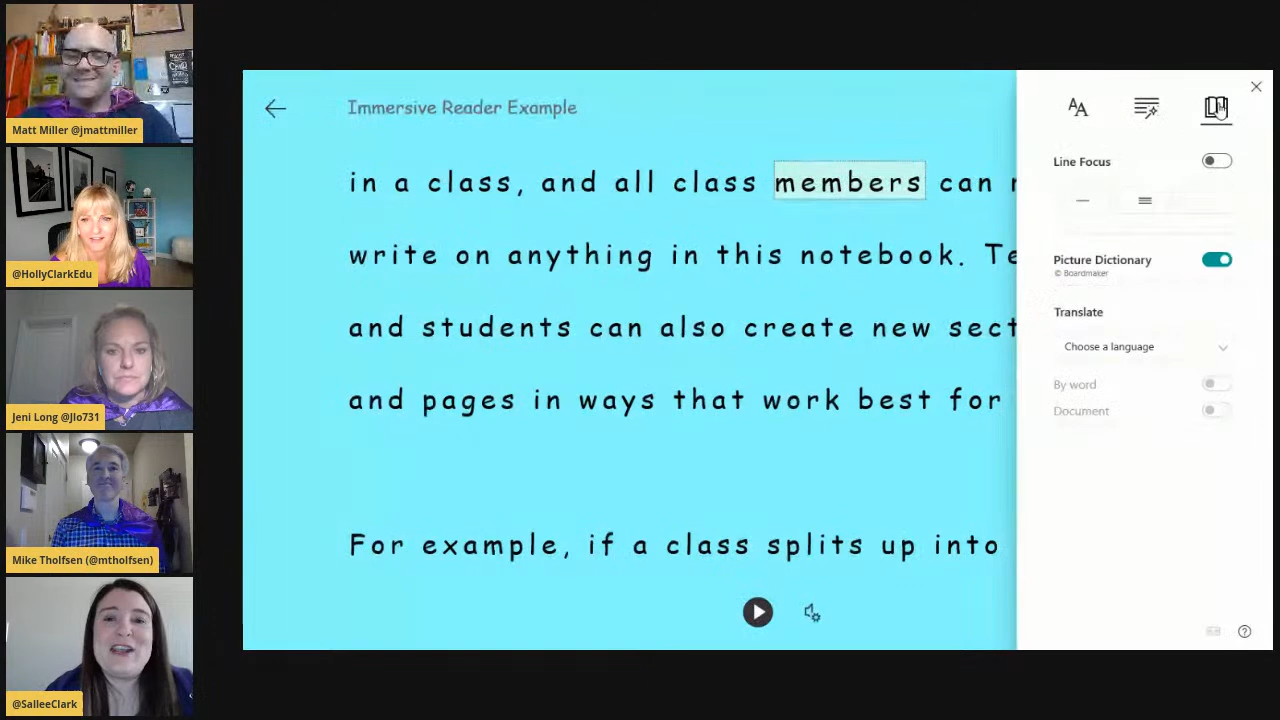 Matt Miller @jmattmiller
@HollyClarkEdu
Jeni Long @Jlo731
Mike Tholfsen (@mtholfsen)
@SalleeClark
Immersive Reader Example
in a class, and all class members can
write on anything in this notebook. Te
and students can also create new sect
and pages in ways that work best for
For example, if a class splits up into
AA
Line Focus
Picture Dictionary
© Boardmaker
Translate
Choose a language
By word
Document